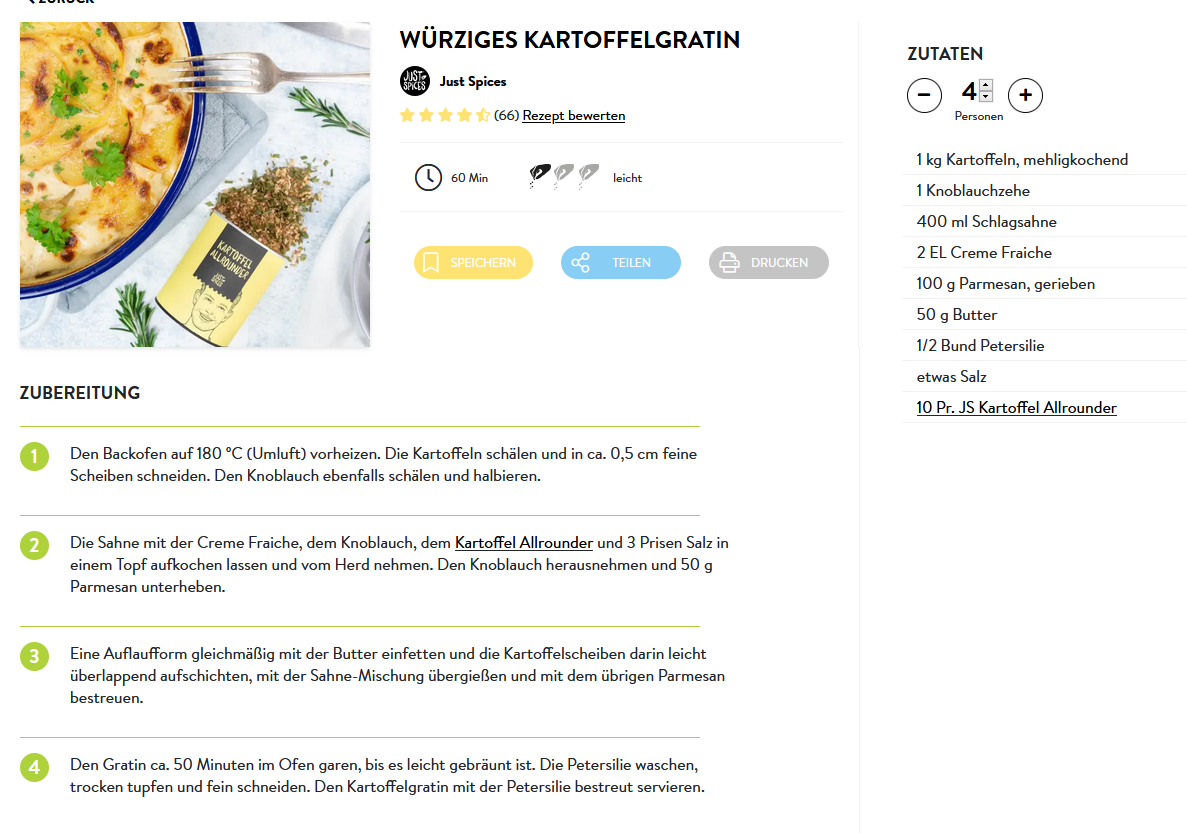 ZURÜCK
WÜRZIGES KARTOFFELGRATIN
JUST SPICES
Just Spices
(66) Rezept bewerten
60 Min
leicht
SPEICHERN
TEILEN
DRUCKEN
KARTOFFEL
ALLROUNDER
JUST SPICES
ZUBEREITUNG
1
Den Backofen auf 180 °C (Umluft) vorheizen. Die Kartoffeln schälen und in ca. 0,5 cm feine
Scheiben schneiden. Den Knoblauch ebenfalls schälen und halbieren.
2
Die Sahne mit der Creme Fraiche, dem Knoblauch, dem Kartoffel Allrounder und 3 Prisen Salz in
einem Topf aufkochen lassen und vom Herd nehmen. Den Knoblauch herausnehmen und 50 g
Parmesan unterheben.
3
Eine Auflaufform gleichmäßig mit der Butter einfetten und die Kartoffelscheiben darin leicht
überlappend aufschichten, mit der Sahne-Mischung übergießen und mit dem übrigen Parmesan
bestreuen.
4
Den Gratin ca. 50 Minuten im Ofen garen, bis es leicht gebräunt ist. Die Petersilie waschen,
trocken tupfen und fein schneiden. Den Kartoffelgratin mit der Petersilie bestreut servieren.
ZUTATEN
− 4 +
Personen
1 kg Kartoffeln, mehligkochend
1 Knoblauchzehe
400 ml Schlagsahne
2 EL Creme Fraiche
100 g Parmesan, gerieben
50 g Butter
1/2 Bund Petersilie
etwas Salz
10 Pr. JS Kartoffel Allrounder